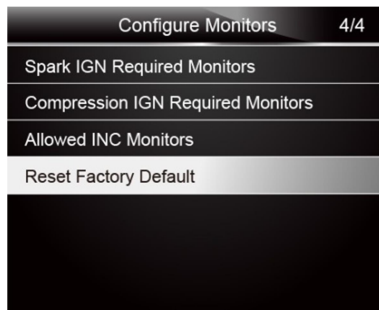 Configure Monitors 4/4
Spark IGN Required Monitors
Compression IGN Required Monitors
Allowed INC Monitors
Reset Factory Default